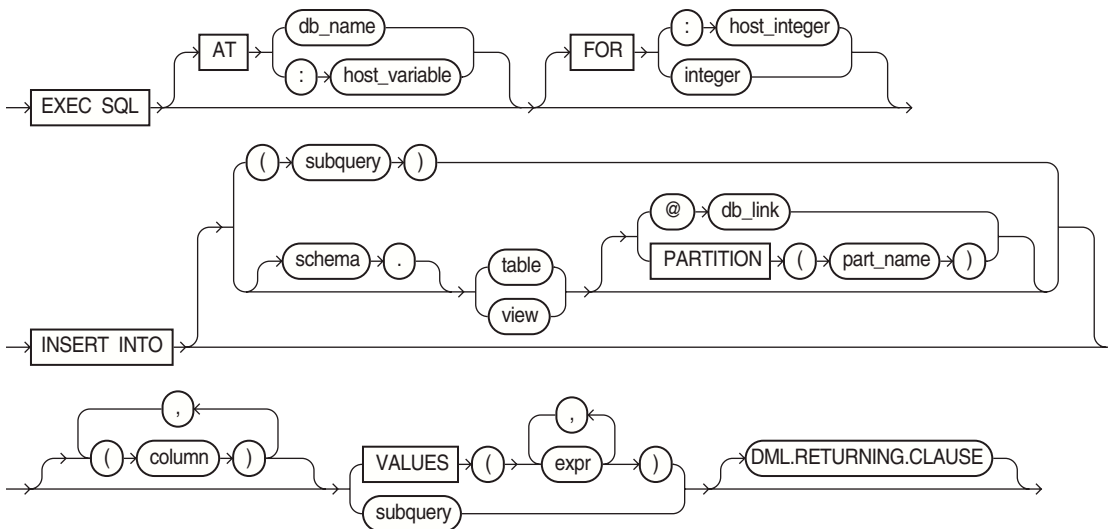 AT db_name : host_variable FOR : host_integer integer
EXEC SQL
( subquery )
@ db_link
schema . table view PARTITION ( part_name )
INSERT INTO
, ,
( column ) VALUES ( expr ) DML.RETURNING.CLAUSE
subquery